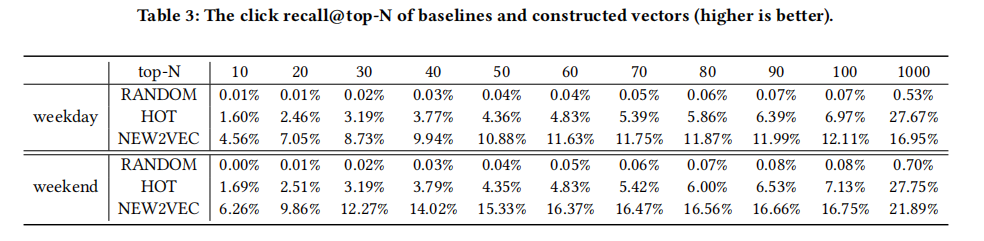 Table 3: The click recall@top-N of baselines and constructed vectors (higher is better).
top-N 10 20 30 40 50 60 70 80 90 100 1000
RANDOM 0.01% 0.01% 0.02% 0.03% 0.04% 0.04% 0.05% 0.06% 0.07% 0.07% 0.53%
weekday HOT 1.60% 2.46% 3.19% 3.77% 4.36% 4.83% 5.39% 5.86% 6.39% 6.97% 27.67%
NEW2VEC 4.56% 7.05% 8.73% 9.94% 10.88% 11.63% 11.75% 11.87% 11.99% 12.11% 16.95%
RANDOM 0.00% 0.01% 0.02% 0.03% 0.04% 0.05% 0.06% 0.07% 0.08% 0.08% 0.70%
weekend HOT 1.69% 2.51% 3.19% 3.79% 4.35% 4.83% 5.42% 6.00% 6.53% 7.13% 27.75%
NEW2VEC 6.26% 9.86% 12.27% 14.02% 15.33% 16.37% 16.47% 16.56% 16.66% 16.75% 21.89%